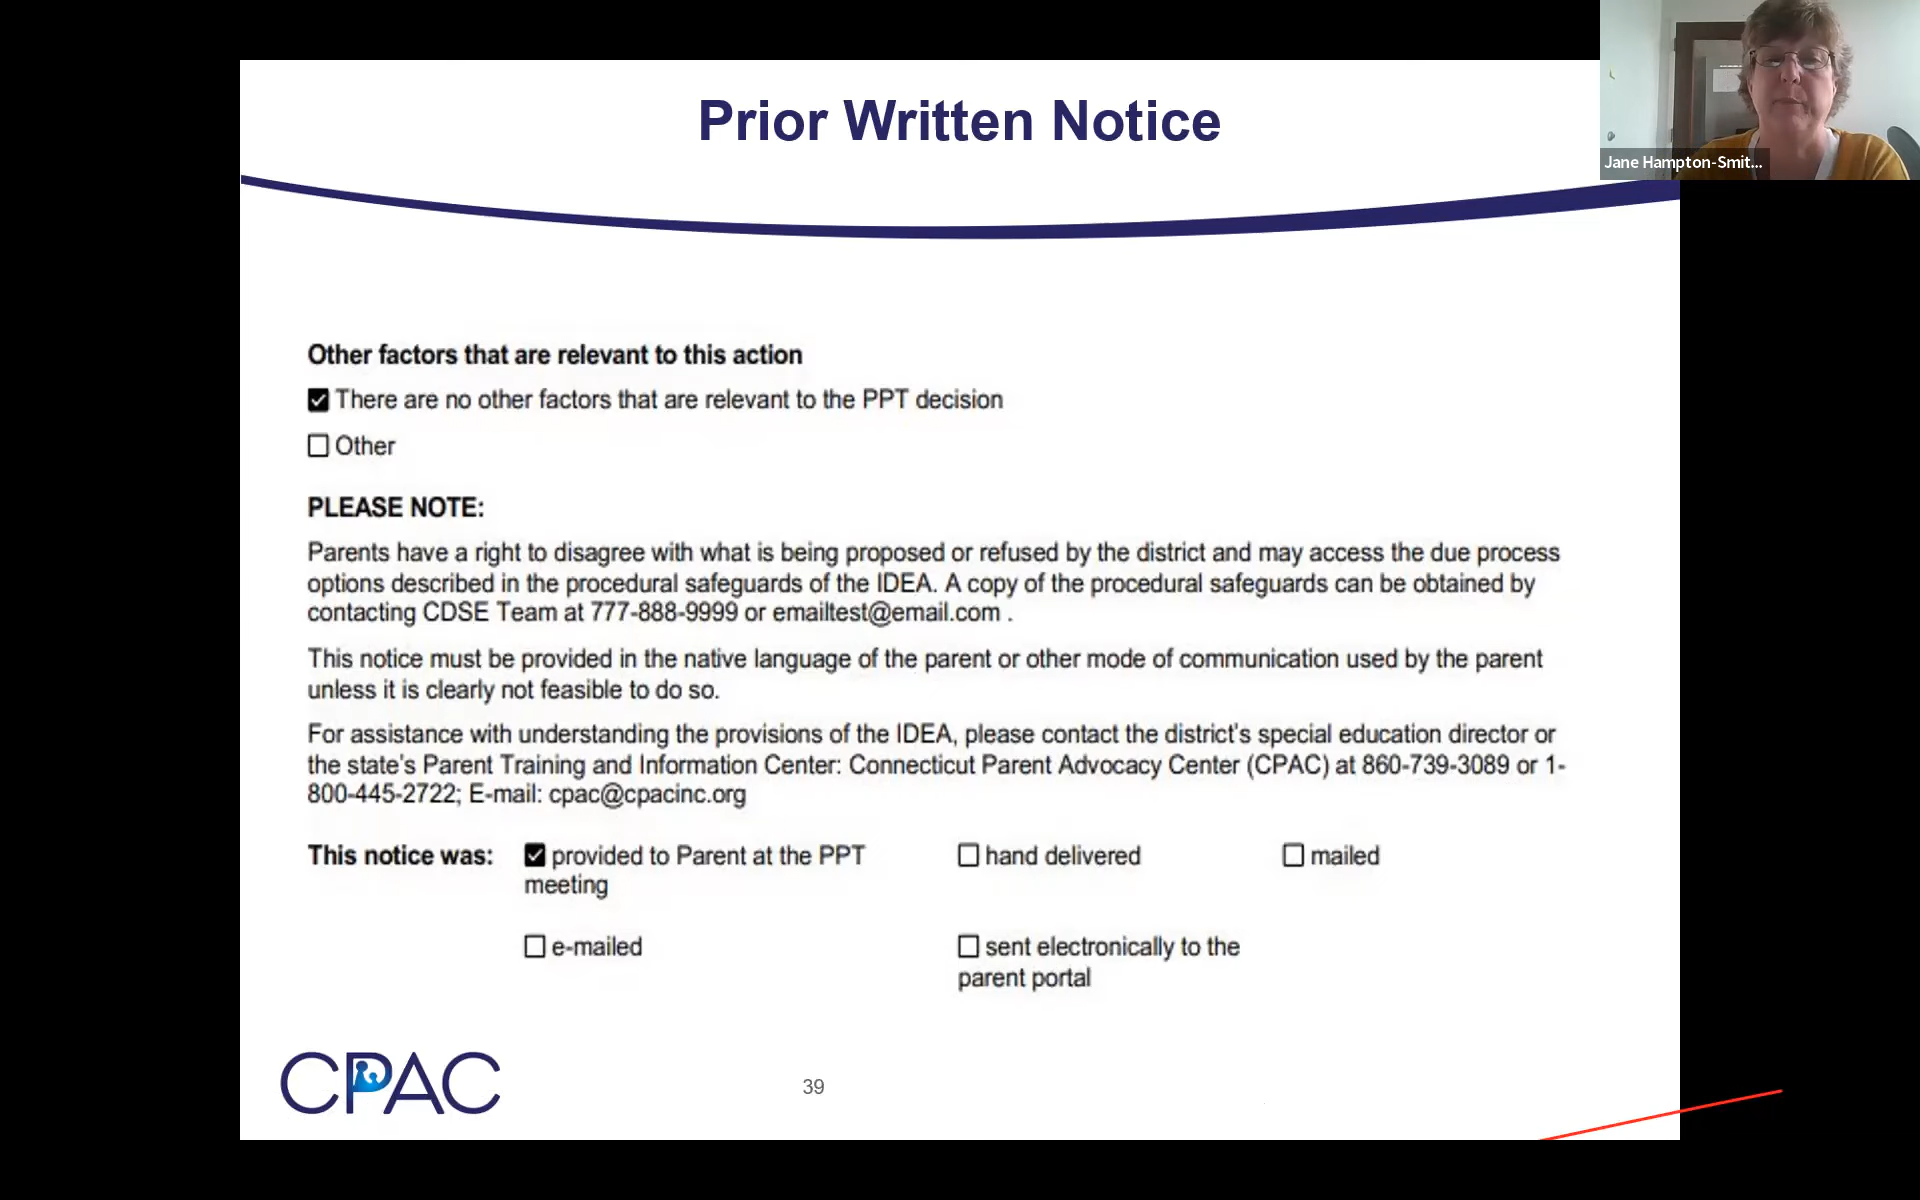 Prior Written Notice
Jane Hampton-Smit...
Other factors that are relevant to this action
There are no other factors that are relevant to the PPT decision
Other
PLEASE NOTE:
Parents have a right to disagree with what is being proposed or refused by the district and may access the due process
options described in the procedural safeguards of the IDEA. A copy of the procedural safeguards can be obtained by
contacting CDSE Team at 777-888-9999 or emailtest@email.com .
This notice must be provided in the native language of the parent or other mode of communication used by the parent
unless it is clearly not feasible to do so.
For assistance with understanding the provisions of the IDEA, please contact the district's special education director or
the state's Parent Training and Information Center: Connecticut Parent Advocacy Center (CPAC) at 860-739-3089 or 1-
800-445-2722; E-mail: cpac@cpacinc.org
This notice was: provided to Parent at the PPT hand delivered mailed
meeting
e-mailed sent electronically to the
parent portal
CPAC
39